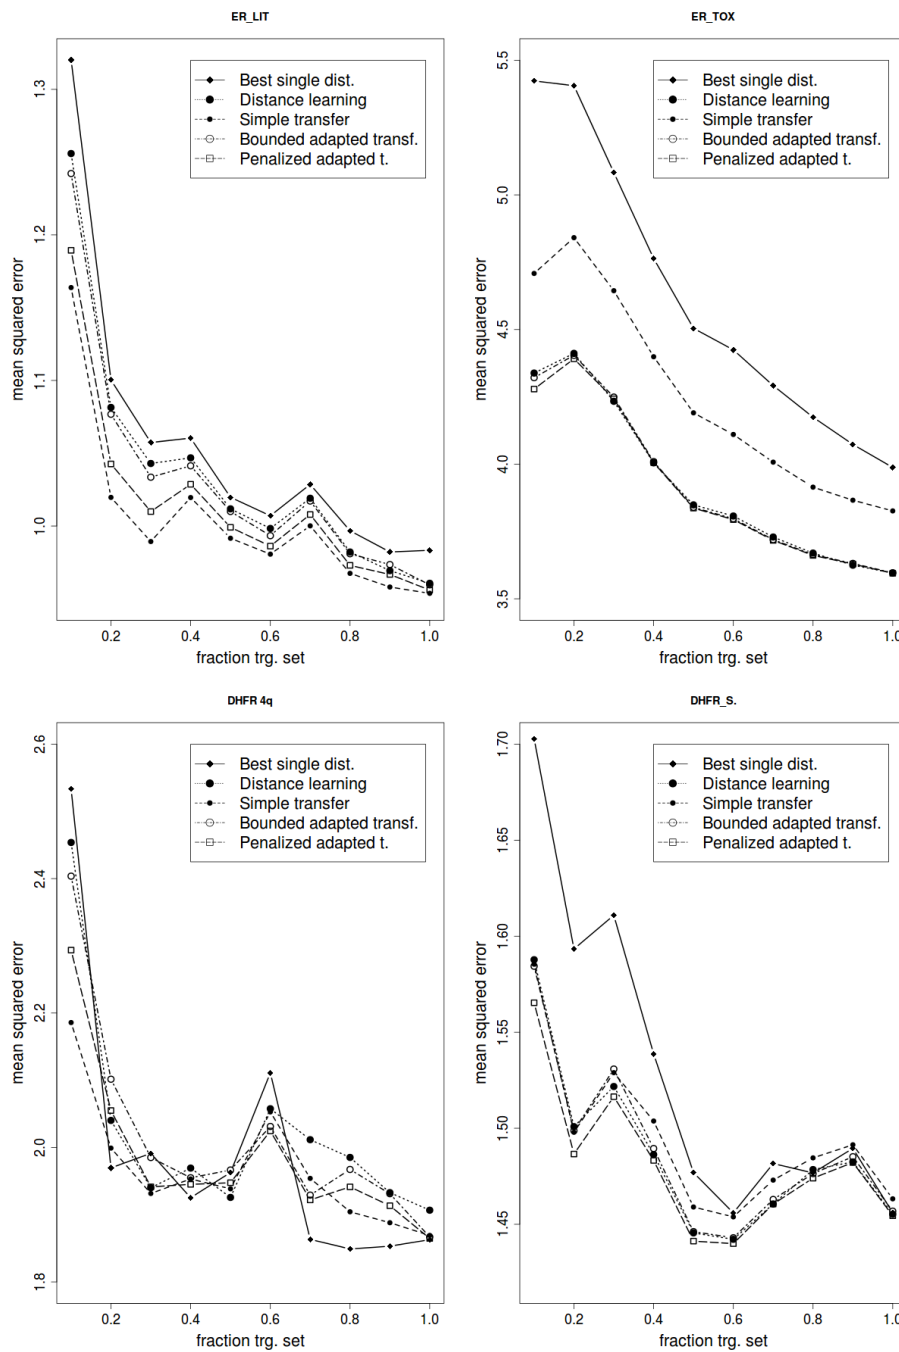 ER_LIT
Best single dist.
Distance learning
Simple transfer
Bounded adapted transf.
Penalized adapted t.
mean squared error
1.3
1.2
1.1
1.0
0.2
0.4
0.6
0.8
1.0
fraction trg. set
ER_TOX
Best single dist.
Distance learning
Simple transfer
Bounded adapted transf.
Penalized adapted t.
mean squared error
5.5
5.0
4.5
4.0
3.5
0.2
0.4
0.6
0.8
1.0
fraction trg. set
DHFR 4q
Best single dist.
Distance learning
Simple transfer
Bounded adapted transf.
Penalized adapted t.
mean squared error
2.6
2.4
2.2
2.0
1.8
0.2
0.4
0.6
0.8
1.0
fraction trg. set
DHFR_S.
Best single dist.
Distance learning
Simple transfer
Bounded adapted transf.
Penalized adapted t.
mean squared error
1.70
1.65
1.60
1.55
1.50
1.45
0.2
0.4
0.6
0.8
1.0
fraction trg. set